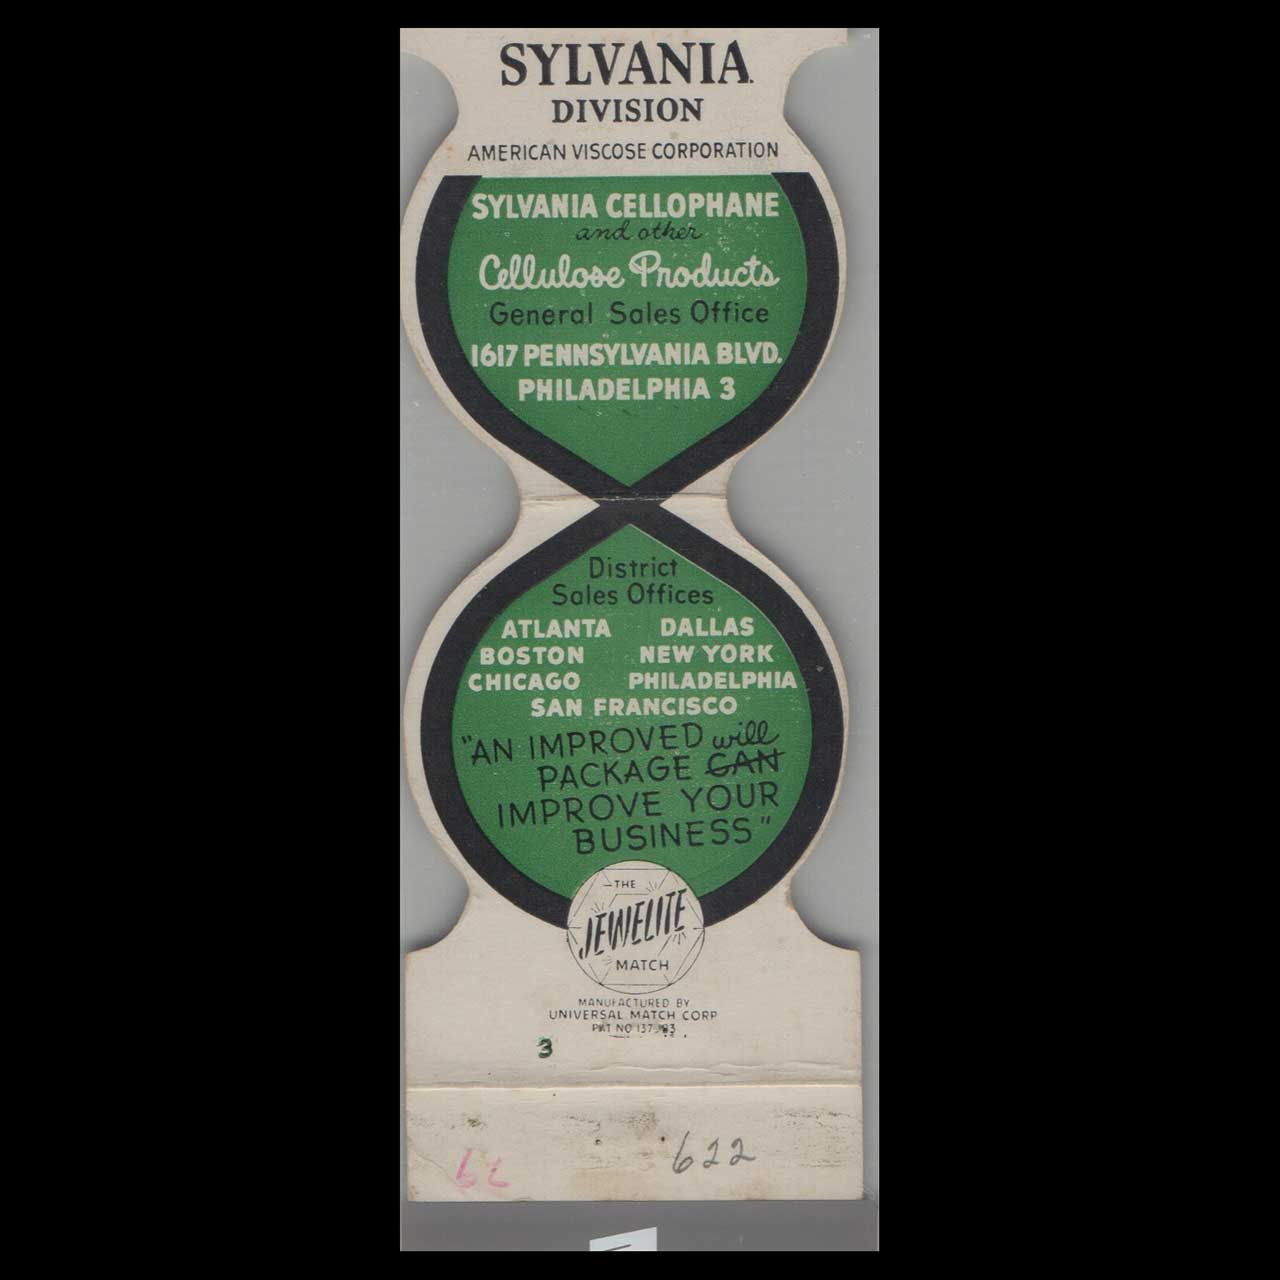 SYLVANIA
DIVISION
AMERICAN VISCOSE CORPORATION
SYLVANIA CELLOPHANE
and other
Cellulose Products
General Sales Office
1617 PENNSYLVANIA BLVD.
PHILADELPHIA 3
District
Sales Offices
ATLANTA DALLAS
BOSTON NEW YORK
CHICAGO PHILADELPHIA
SAN FRANCISCO
"AN IMPROVED will
PACKAGE CAN
IMPROVE YOUR
BUSINESS"
THE
JEWELITE
MATCH
MANUFACTURED BY
UNIVERSAL MATCH CORP
PAT NO
3
622